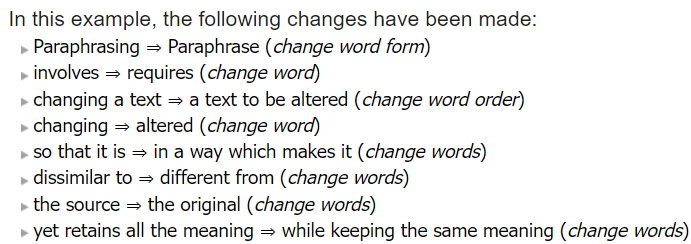 In this example, the following changes have been made:
Paraphrasing ⇒ Paraphrase (change word form)
involves ⇒ requires (change word)
changing a text ⇒ a text to be altered (change word order)
changing ⇒ altered (change word)
so that it is ⇒ in a way which makes it (change words)
dissimilar to ⇒ different from (change words)
the source ⇒ the original (change words)
yet retains all the meaning ⇒ while keeping the same meaning (change words)